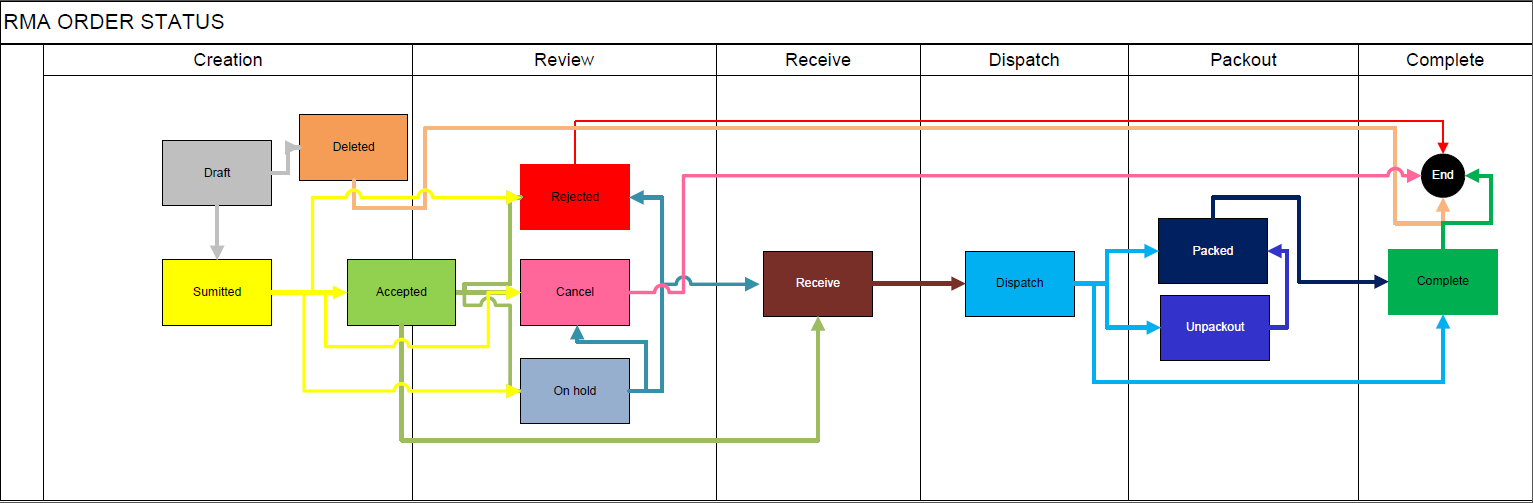 RMA ORDER STATUS
Creation
Review
Receive
Dispatch
Packout
Complete
Draft
Deleted
Rejected
End
Sumitted
Accepted
Cancel
Receive
Dispatch
Packed
Unpackout
Complete
On hold